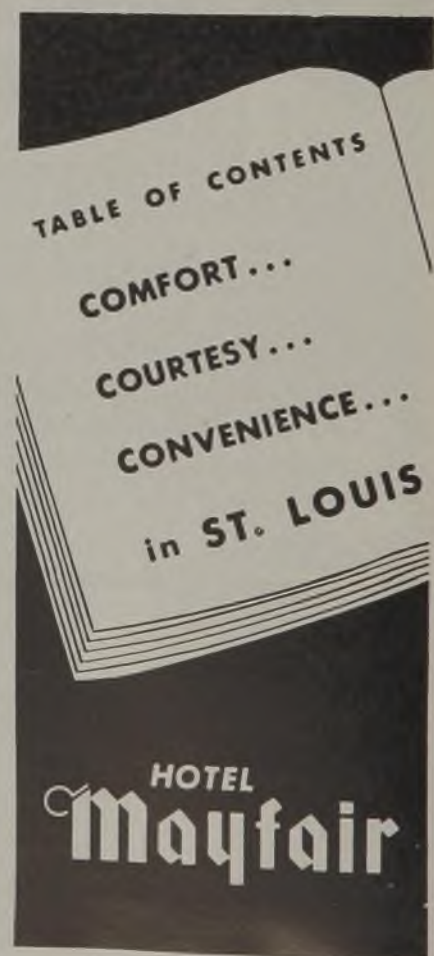 TABLE OF CONTENTS
COMFORT...
COURTESY...
CONVENIENCE...
in ST. LOUIS
HOTEL
Mayfair